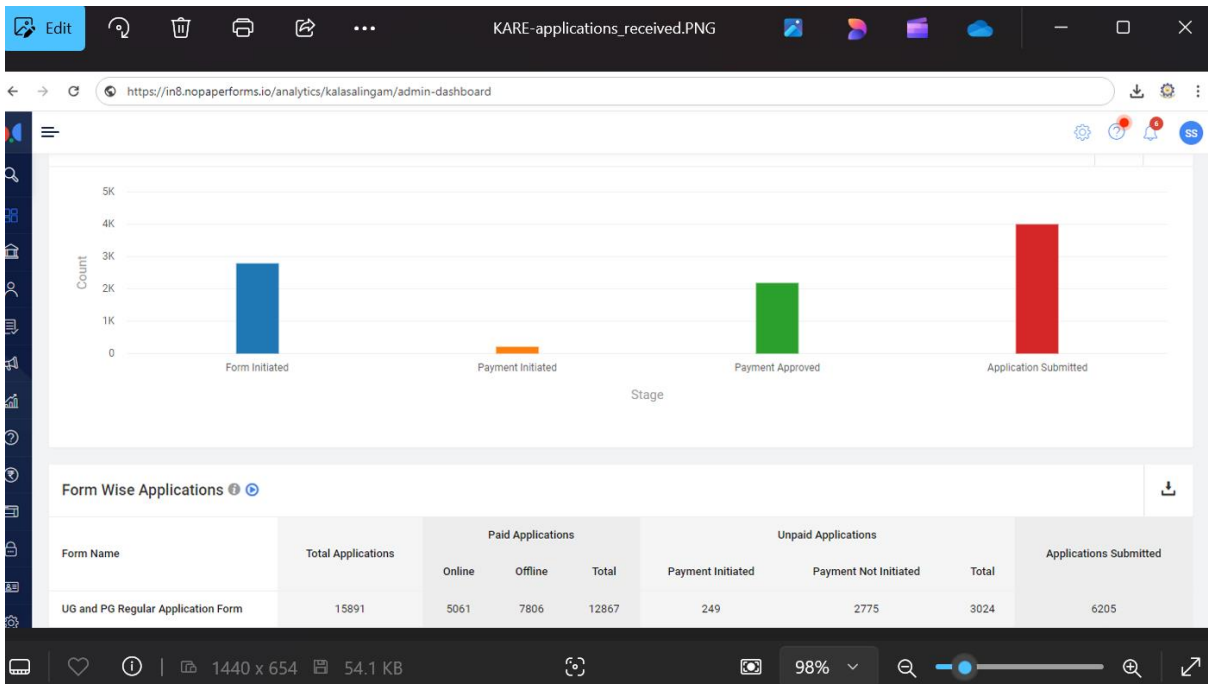 Edit
KARE-applications_received.PNG
https://in8.nopaperforms.io/analytics/kalasalingam/admin-dashboard
6
SS
5K
4K
3K
2K
1K
0
Count
Form Initiated Payment Initiated Payment Approved Application Submitted
Stage
Form Wise Applications
Form Name Total Applications Paid Applications Unpaid Applications Applications Submitted
Online Offline Total Payment Initiated Payment Not Initiated Total
UG and PG Regular Application Form 15891 5061 7806 12867 249 2775 3024 6205
1440 x 654 54.1 KB 98%